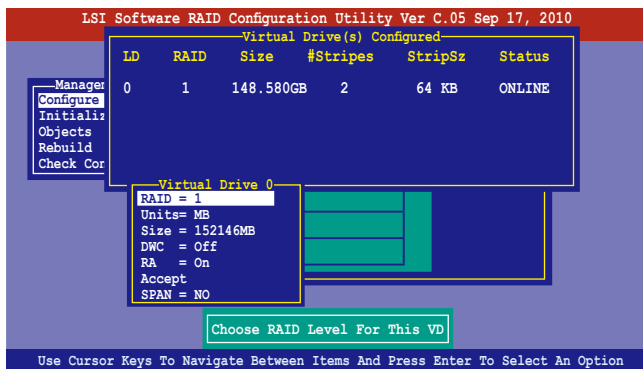 LSI Software RAID Configuration Utility Ver C.05 Sep 17, 2010
Virtual Drive(s) Configured
LD RAID Size #Stripes StripSz Status
0 1 148.580GB 2 64 KB ONLINE
Manager
Configure
Initializ
Objects
Rebuild
Check Con
Virtual Drive 0
RAID = 1
Units= MB
Size = 152146MB
DWC = Off
RA = On
Accept
SPAN = NO
Choose RAID Level For This VD
Use Cursor Keys To Navigate Between Items And Press Enter To Select An Option